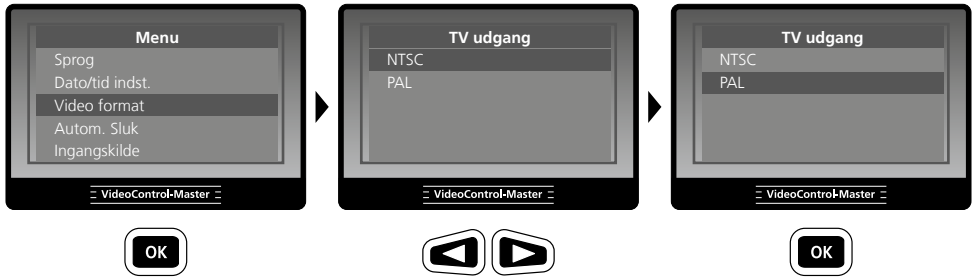 Menu
Sprog
Dato/tid indst.
Video format
Autom. Sluk
Ingangskilde
VideoControl-Master
OK
TV udgang
NTSC
PAL
VideoControl-Master
TV udgang
NTSC
PAL
VideoControl-Master
OK